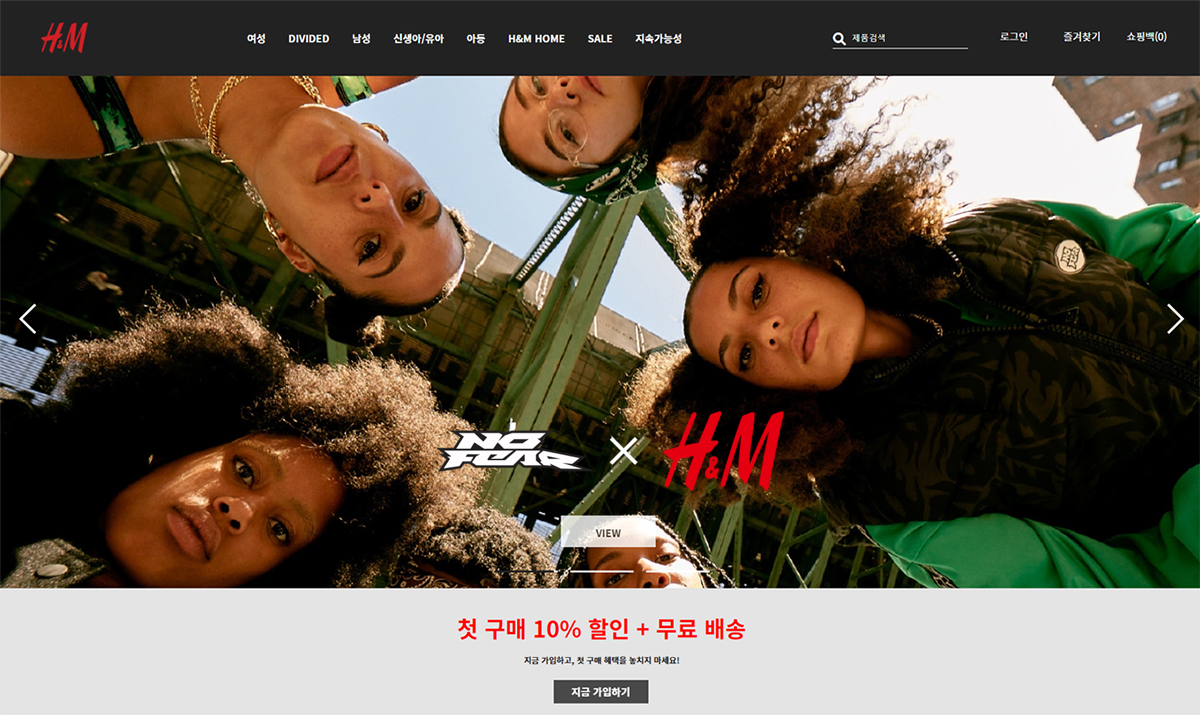 H&M
여성 DIVIDED 남성 신생아/유아 아동 H&M HOME SALE 지속가능성
제품검색
로그인 즐겨찾기 쇼핑백(0)
NO FEAR × H&M
VIEW
첫 구매 10% 할인 + 무료 배송
지금 가입하고, 첫 구매 혜택을 놓치지 마세요!
지금 가입하기